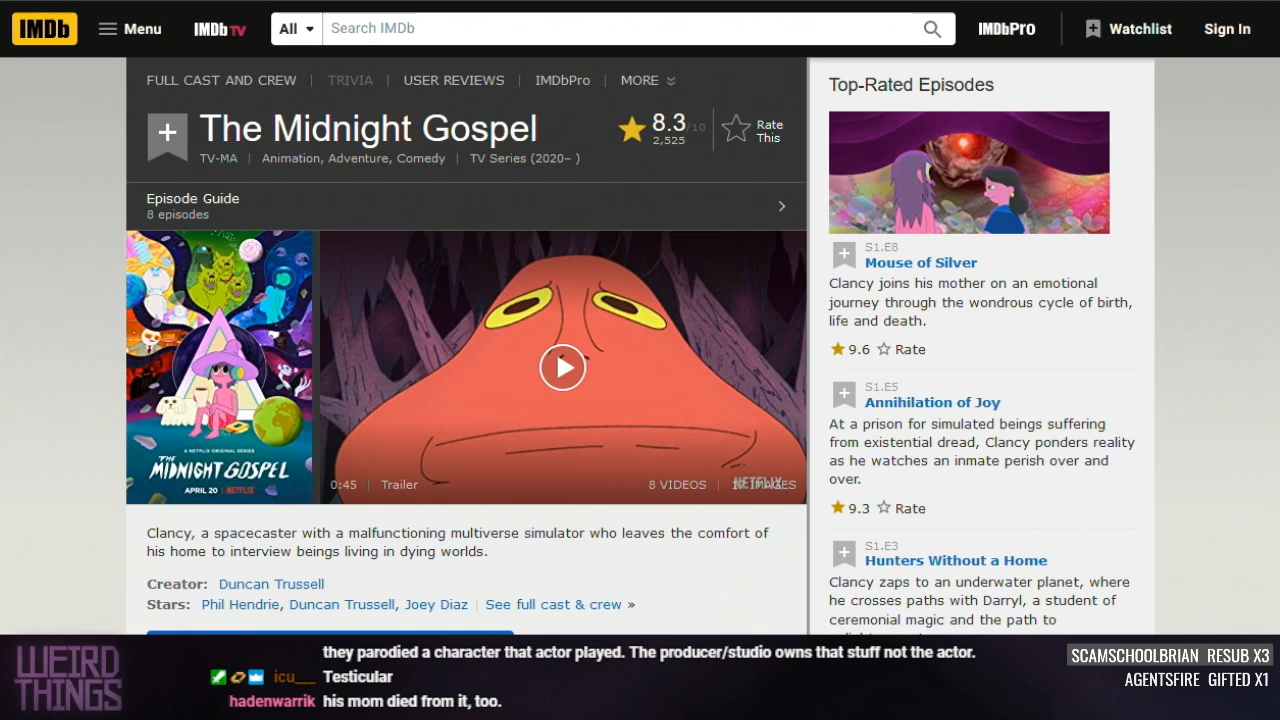 IMDb
Menu
IMDb TV
All
Search IMDb
IMDbPro
Watchlist
Sign In
FULL CAST AND CREW | TRIVIA | USER REVIEWS | IMDbPro | MORE
The Midnight Gospel
8.3/10
2,525
Rate This
TV-MA | Animation, Adventure, Comedy | TV Series (2020– )
Episode Guide
8 episodes
A NETFLIX ORIGINAL SERIES
THE MIDNIGHT GOSPEL
APRIL 20 | NETFLIX
0:45 | Trailer
8 VIDEOS | IMAGES
NETFLIX
Clancy, a spacecaster with a malfunctioning multiverse simulator who leaves the comfort of
his home to interview beings living in dying worlds.
Creator: Duncan Trussell
Stars: Phil Hendrie, Duncan Trussell, Joey Diaz | See full cast & crew »
Top-Rated Episodes
S1.E8
Mouse of Silver
Clancy joins his mother on an emotional
journey through the wondrous cycle of birth,
life and death.
9.6 Rate
S1.E5
Annihilation of Joy
At a prison for simulated beings suffering
from existential dread, Clancy ponders reality
as he watches an inmate perish over and
over.
9.3 Rate
S1.E3
Hunters Without a Home
Clancy zaps to an underwater planet, where
he crosses paths with Darryl, a student of
ceremonial magic and the path to
WEIRD
THINGS
they parodied a character that actor played. The producer/studio owns that stuff not the actor.
icu__ Testicular
hadenwarrik his mom died from it, too.
SCAMSCHOOLBRIAN RESUB X3
AGENTSFIRE GIFTED X1